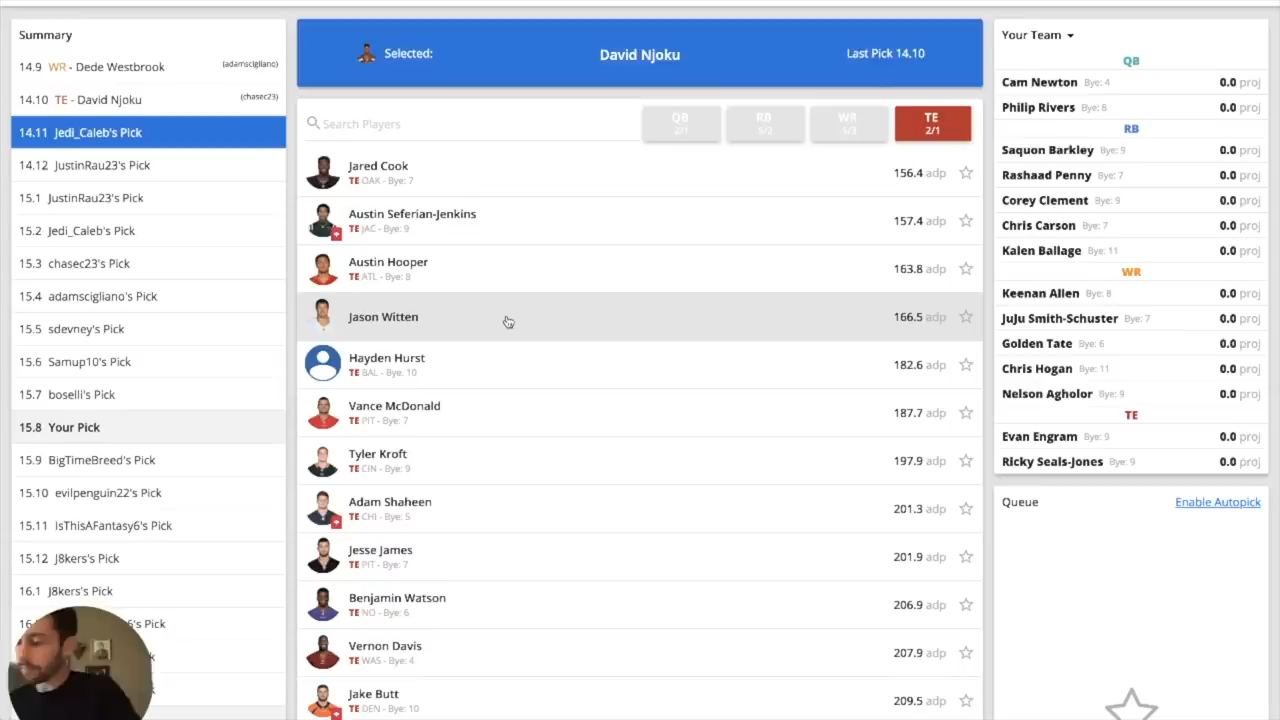 Summary
14.9 WR - Dede Westbrook (adamscigliano)
14.10 TE - David Njoku (chasec23)
14.11 Jedi_Caleb's Pick
14.12 JustinRau23's Pick
15.1 JustinRau23's Pick
15.2 Jedi_Caleb's Pick
15.3 chasec23's Pick
15.4 adamscigliano's Pick
15.5 sdevney's Pick
15.6 Samup10's Pick
15.7 boselli's Pick
15.8 Your Pick
15.9 BigTimeBreed's Pick
15.10 evilpenguin22's Pick
15.11 IsThisAFantasy6's Pick
15.12 J8kers's Pick
16.1 J8kers's Pick
Selected: David Njoku Last Pick 14.10
Search Players
QB
2/1
RB
5/2
WR
5/3
TE
2/1
Jared Cook
TE OAK - Bye: 7
156.4 adp
Austin Seferian-Jenkins
TE JAC - Bye: 9
157.4 adp
Austin Hooper
TE ATL - Bye: 8
163.8 adp
Jason Witten
166.5 adp
Hayden Hurst
TE BAL - Bye: 10
182.6 adp
Vance McDonald
TE PIT - Bye: 7
187.7 adp
Tyler Kroft
TE CIN - Bye: 9
197.9 adp
Adam Shaheen
TE CHI - Bye: 5
201.3 adp
Jesse James
TE PIT - Bye: 7
201.9 adp
Benjamin Watson
TE NO - Bye: 6
206.9 adp
Vernon Davis
TE WAS - Bye: 4
207.9 adp
Jake Butt
TE DEN - Bye: 10
209.5 adp
Your Team
QB
Cam Newton Bye: 4 0.0 proj
Philip Rivers Bye: 8 0.0 proj
RB
Saquon Barkley Bye: 9 0.0 proj
Rashaad Penny Bye: 7 0.0 proj
Corey Clement Bye: 9 0.0 proj
Chris Carson Bye: 7 0.0 proj
Kalen Ballage Bye: 11 0.0 proj
WR
Keenan Allen Bye: 8 0.0 proj
JuJu Smith-Schuster Bye: 7 0.0 proj
Golden Tate Bye: 6 0.0 proj
Chris Hogan Bye: 11 0.0 proj
Nelson Agholor Bye: 9 0.0 proj
TE
Evan Engram Bye: 9 0.0 proj
Ricky Seals-Jones Bye: 9 0.0 proj
Queue Enable Autopick